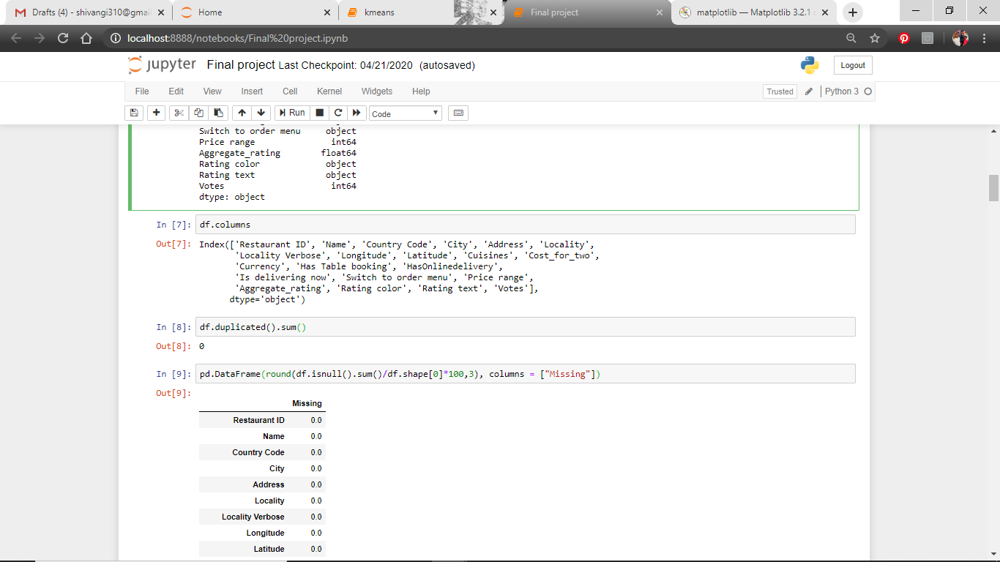 Drafts (4) - shivangi310@gmai
Home
kmeans
Final project
matplotlib — Matplotlib 3.2.1
localhost:8888/notebooks/Final%20project.ipynb
jupyter Final project Last Checkpoint: 04/21/2020 (autosaved)
Logout
File Edit View Insert Cell Kernel Widgets Help
Trusted Python 3
Run Code
Switch to order menu object
Price range int64
Aggregate_rating float64
Rating color object
Rating text object
Votes int64
dtype: object
In [7]: df.columns
Out[7]: Index(['Restaurant ID', 'Name', 'Country Code', 'City', 'Address', 'Locality',
'Locality Verbose', 'Longitude', 'Latitude', 'Cuisines', 'Cost_for_two',
'Currency', 'Has Table booking', 'HasOnlinedelivery',
'Is delivering now', 'Switch to order menu', 'Price range',
'Aggregate_rating', 'Rating color', 'Rating text', 'Votes'],
dtype='object')
In [8]: df.duplicated().sum()
Out[8]: 0
In [9]: pd.DataFrame(round(df.isnull().sum()/df.shape[0]*100,3), columns = ["Missing"])
Out[9]:
Missing
Restaurant ID 0.0
Name 0.0
Country Code 0.0
City 0.0
Address 0.0
Locality 0.0
Locality Verbose 0.0
Longitude 0.0
Latitude 0.0